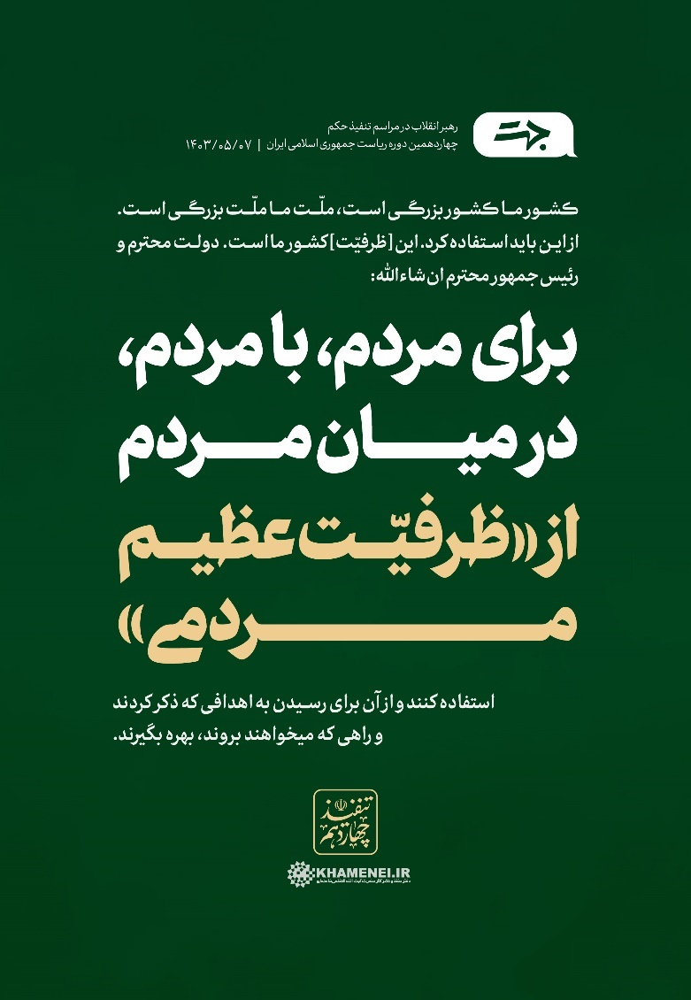 جهت
رهبر انقلاب در مراسم تنفیذ حکم
چهاردهمین دوره ریاست جمهوری اسلامی ایران | ۱۴۰۳/۰۵/۰۷
کشور ما کشور بزرگی است، ملّت ما ملّت بزرگی است.
از این باید استفاده کرد. این [ظرفیّت] کشور ما است. دولت محترم و
رئیس جمهور محترم ان شاءالله:
برای مردم، با مردم،
در میان مردم
از «ظرفیّت عظیم
مردمی»
استفاده کنند و از آن برای رسیدن به اهدافی که ذکر کردند
و راهی که میخواهند بروند، بهره بگیرند.
تنفیذ
چهاردهم
KHAMENEI.IR